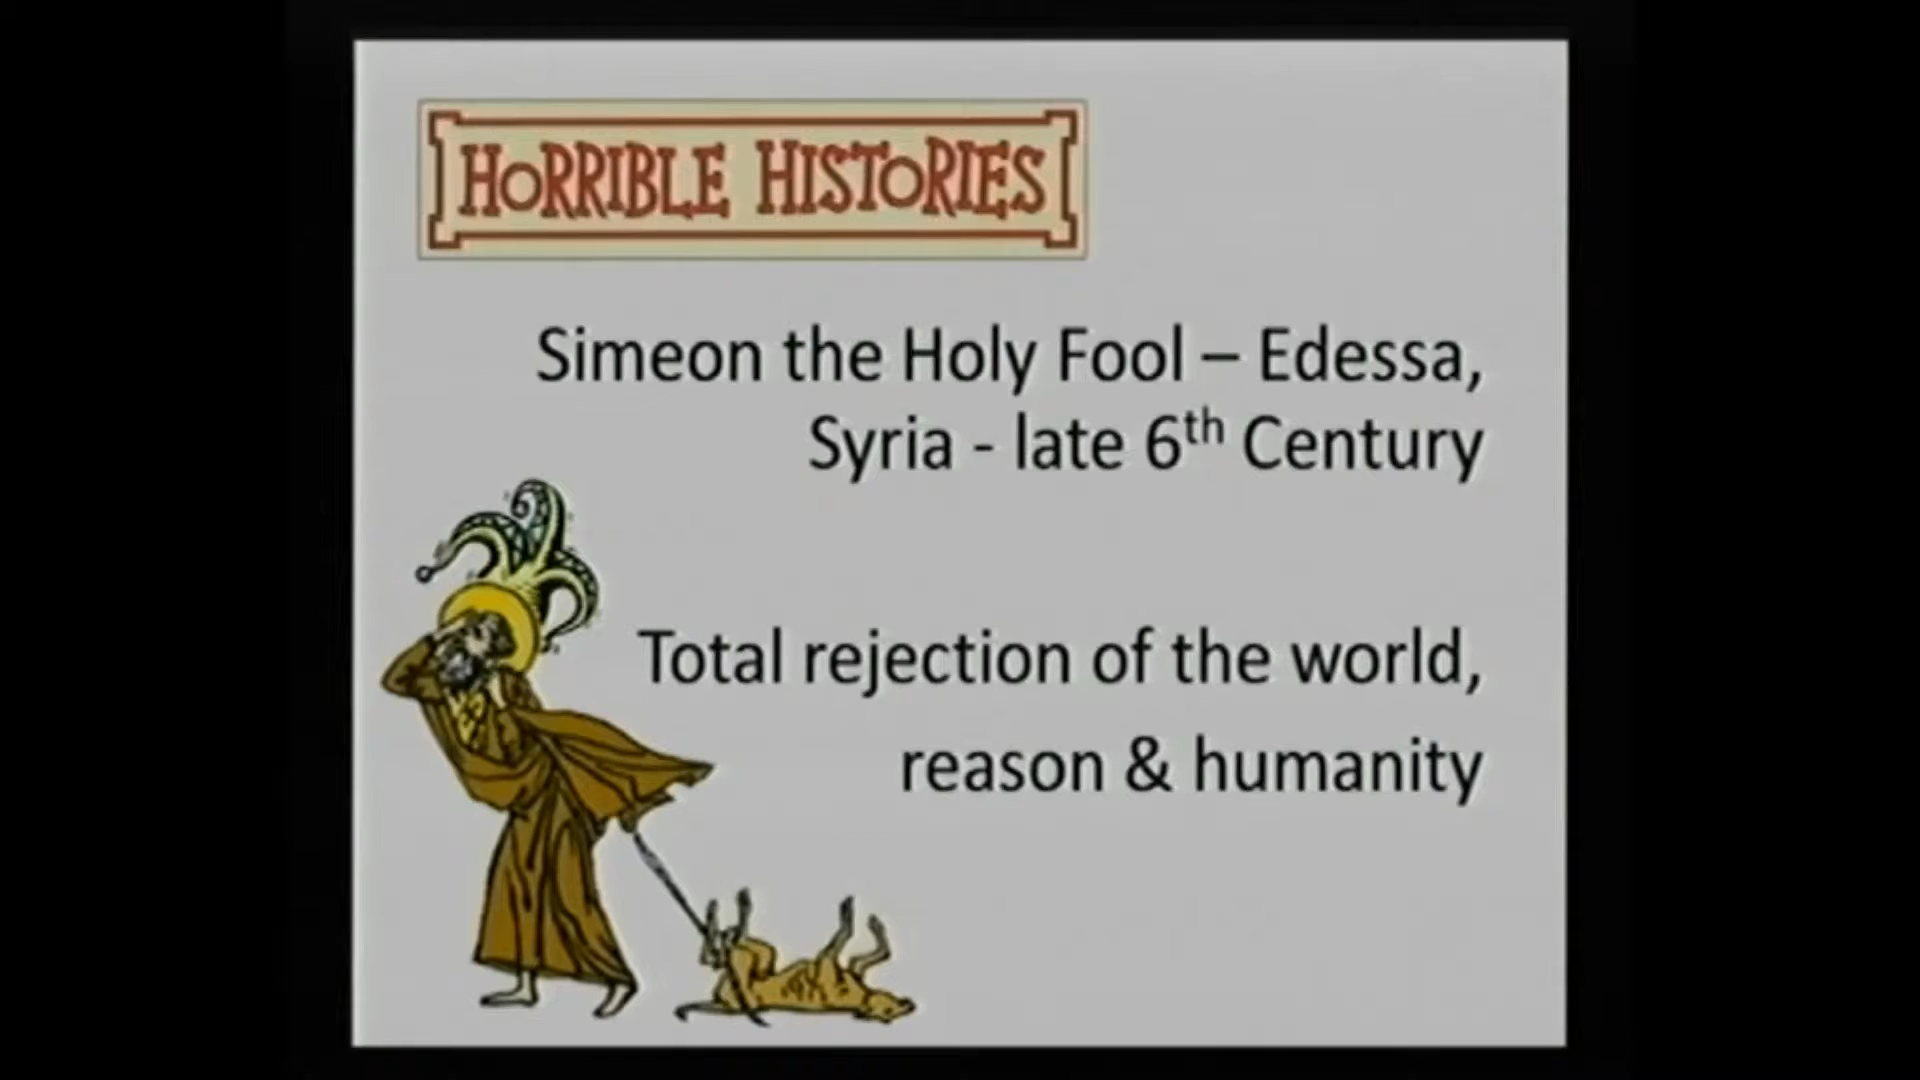 HORRIBLE HISTORIES
Simeon the Holy Fool – Edessa,
Syria - late 6th Century
Total rejection of the world,
reason & humanity